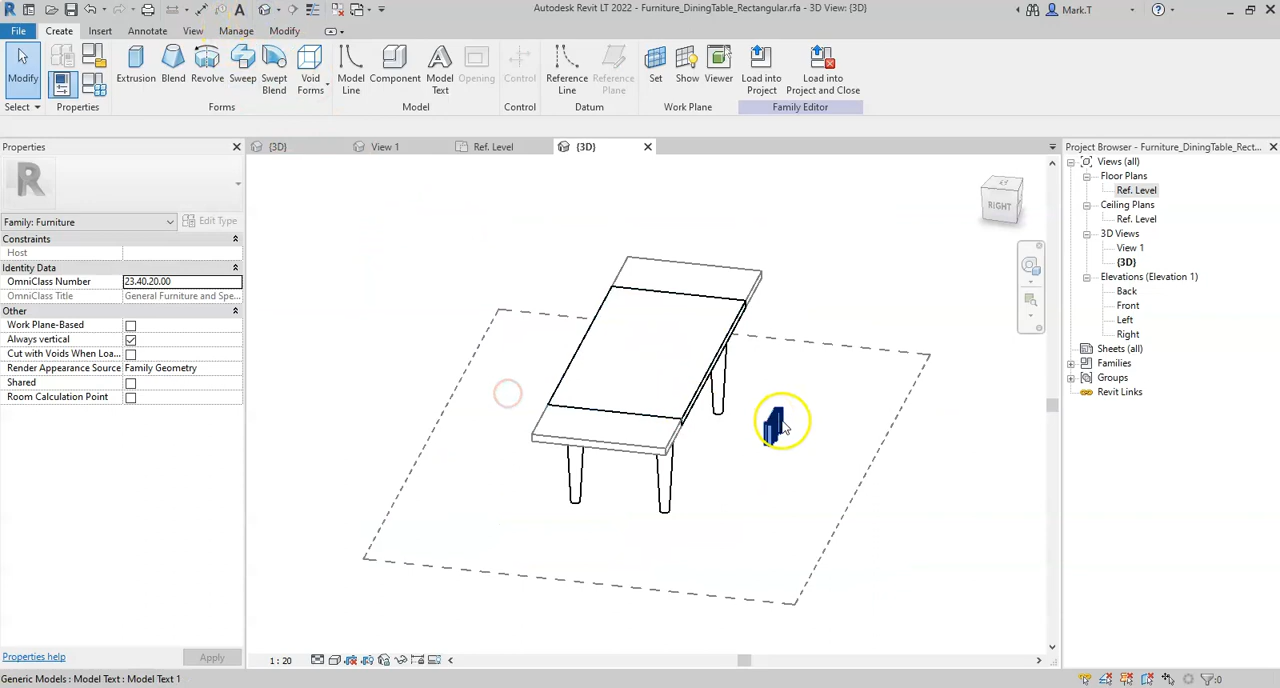 Autodesk Revit LT 2022 - Furniture_DiningTable_Rectangular.rfa - 3D View: {3D}
Mark.T
File Create Insert Annotate View Manage Modify
Modify
Extrusion Blend Revolve Sweep Swept Blend Void Forms
Model Line Component Model Text Opening
Control
Reference Line Reference Plane
Set Show Viewer
Load into Project Load into Project and Close
Select Properties Forms Model Control Datum Work Plane Family Editor
Properties
{3D} View 1 Ref. Level {3D}
Project Browser - Furniture_DiningTable_Rect...
Family: Furniture Edit Type
Constraints
Host
Identity Data
OmniClass Number 23.40.20.00
OmniClass Title General Furniture and Spe...
Other
Work Plane-Based
Always vertical
Cut with Voids When Loa...
Render Appearance Source Family Geometry
Shared
Room Calculation Point
RIGHT
Views (all)
Floor Plans
Ref. Level
Ceiling Plans
Ref. Level
3D Views
View 1
{3D}
Elevations (Elevation 1)
Back
Front
Left
Right
Sheets (all)
Families
Groups
Revit Links
Properties help Apply
1 : 20
Generic Models : Model Text : Model Text 1
:0